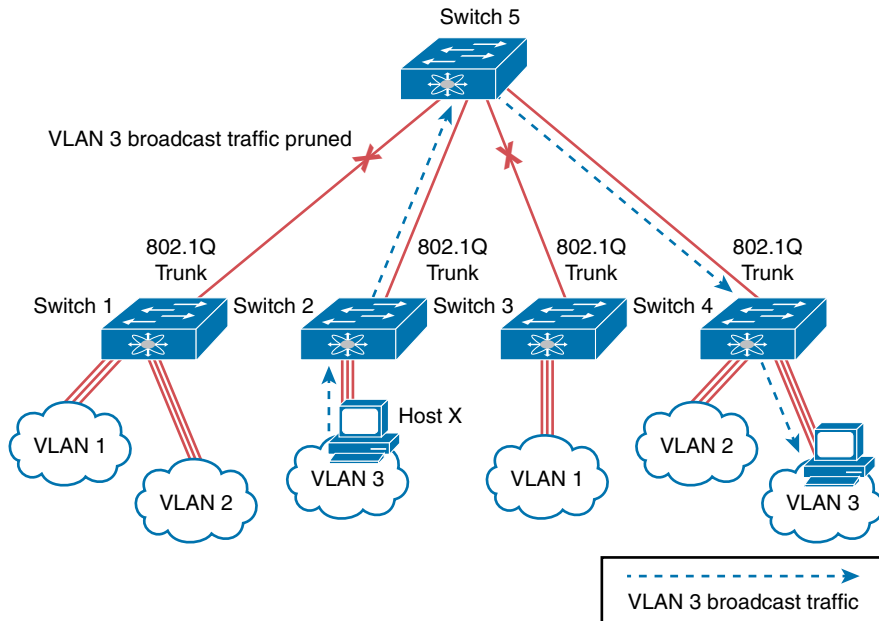 Switch 5
VLAN 3 broadcast traffic pruned
802.1Q
Trunk
802.1Q
Trunk
802.1Q
Trunk
802.1Q
Trunk
Switch 1
Switch 2
Switch 3
Switch 4
Host X
VLAN 1
VLAN 2
VLAN 3
VLAN 1
VLAN 2
VLAN 3
VLAN 3 broadcast traffic